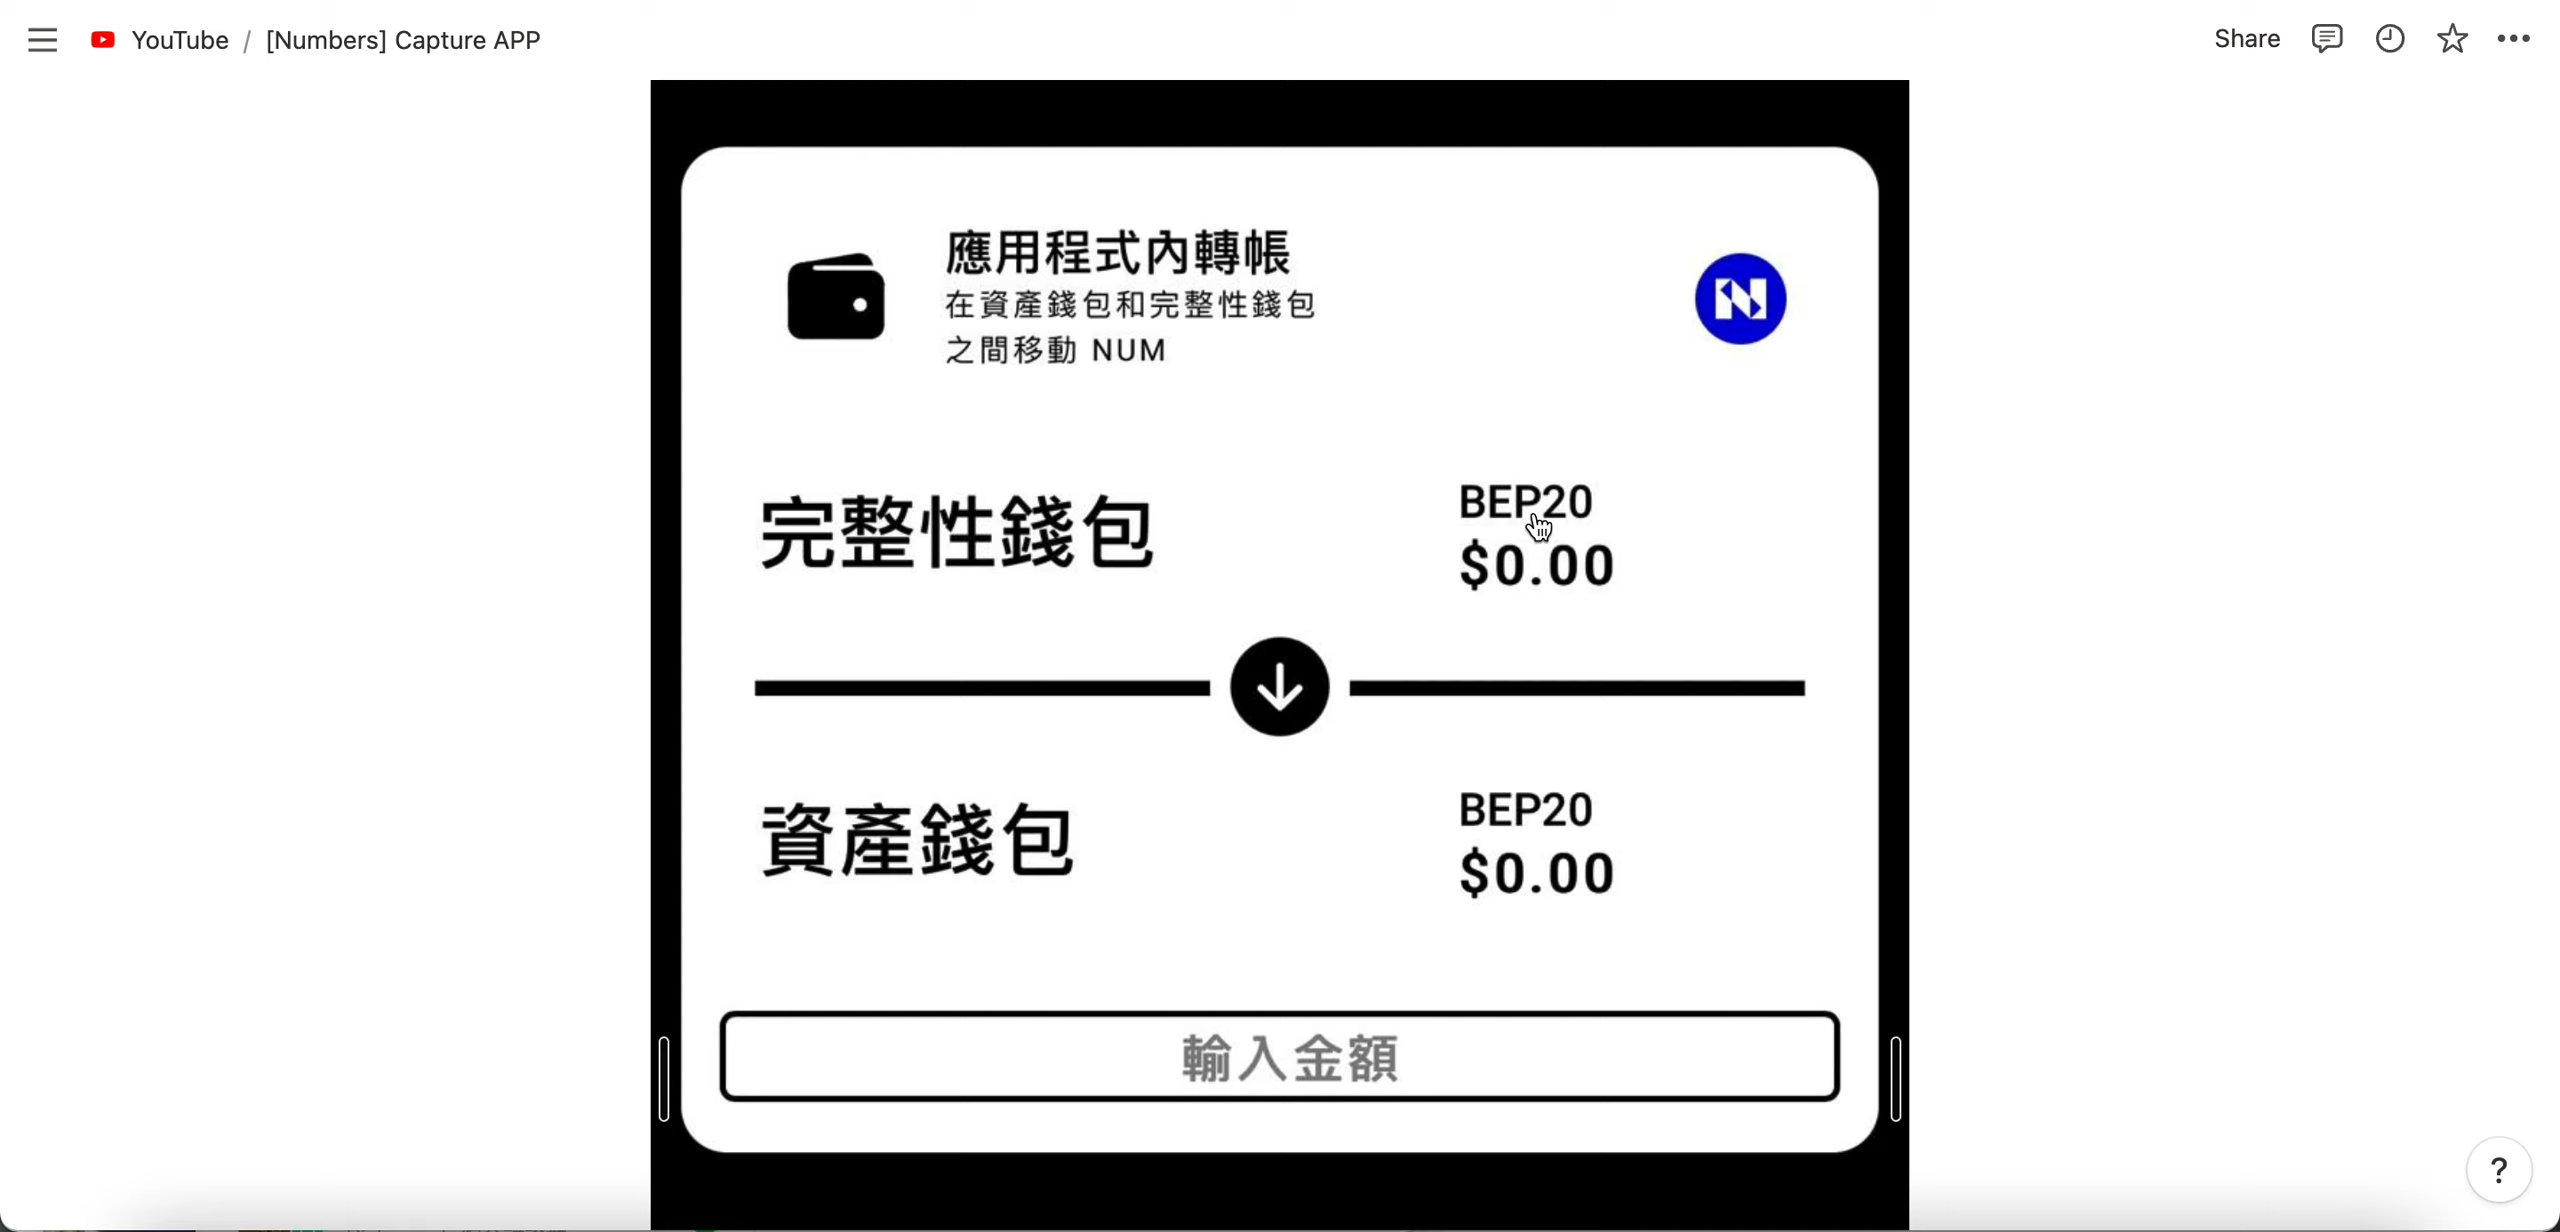 YouTube / [Numbers] Capture APP
Share
應用程式內轉帳
在資產錢包和完整性錢包
之間移動 NUM
完整性錢包
BEP20
$0.00
資產錢包
BEP20
$0.00
輸入金額
?